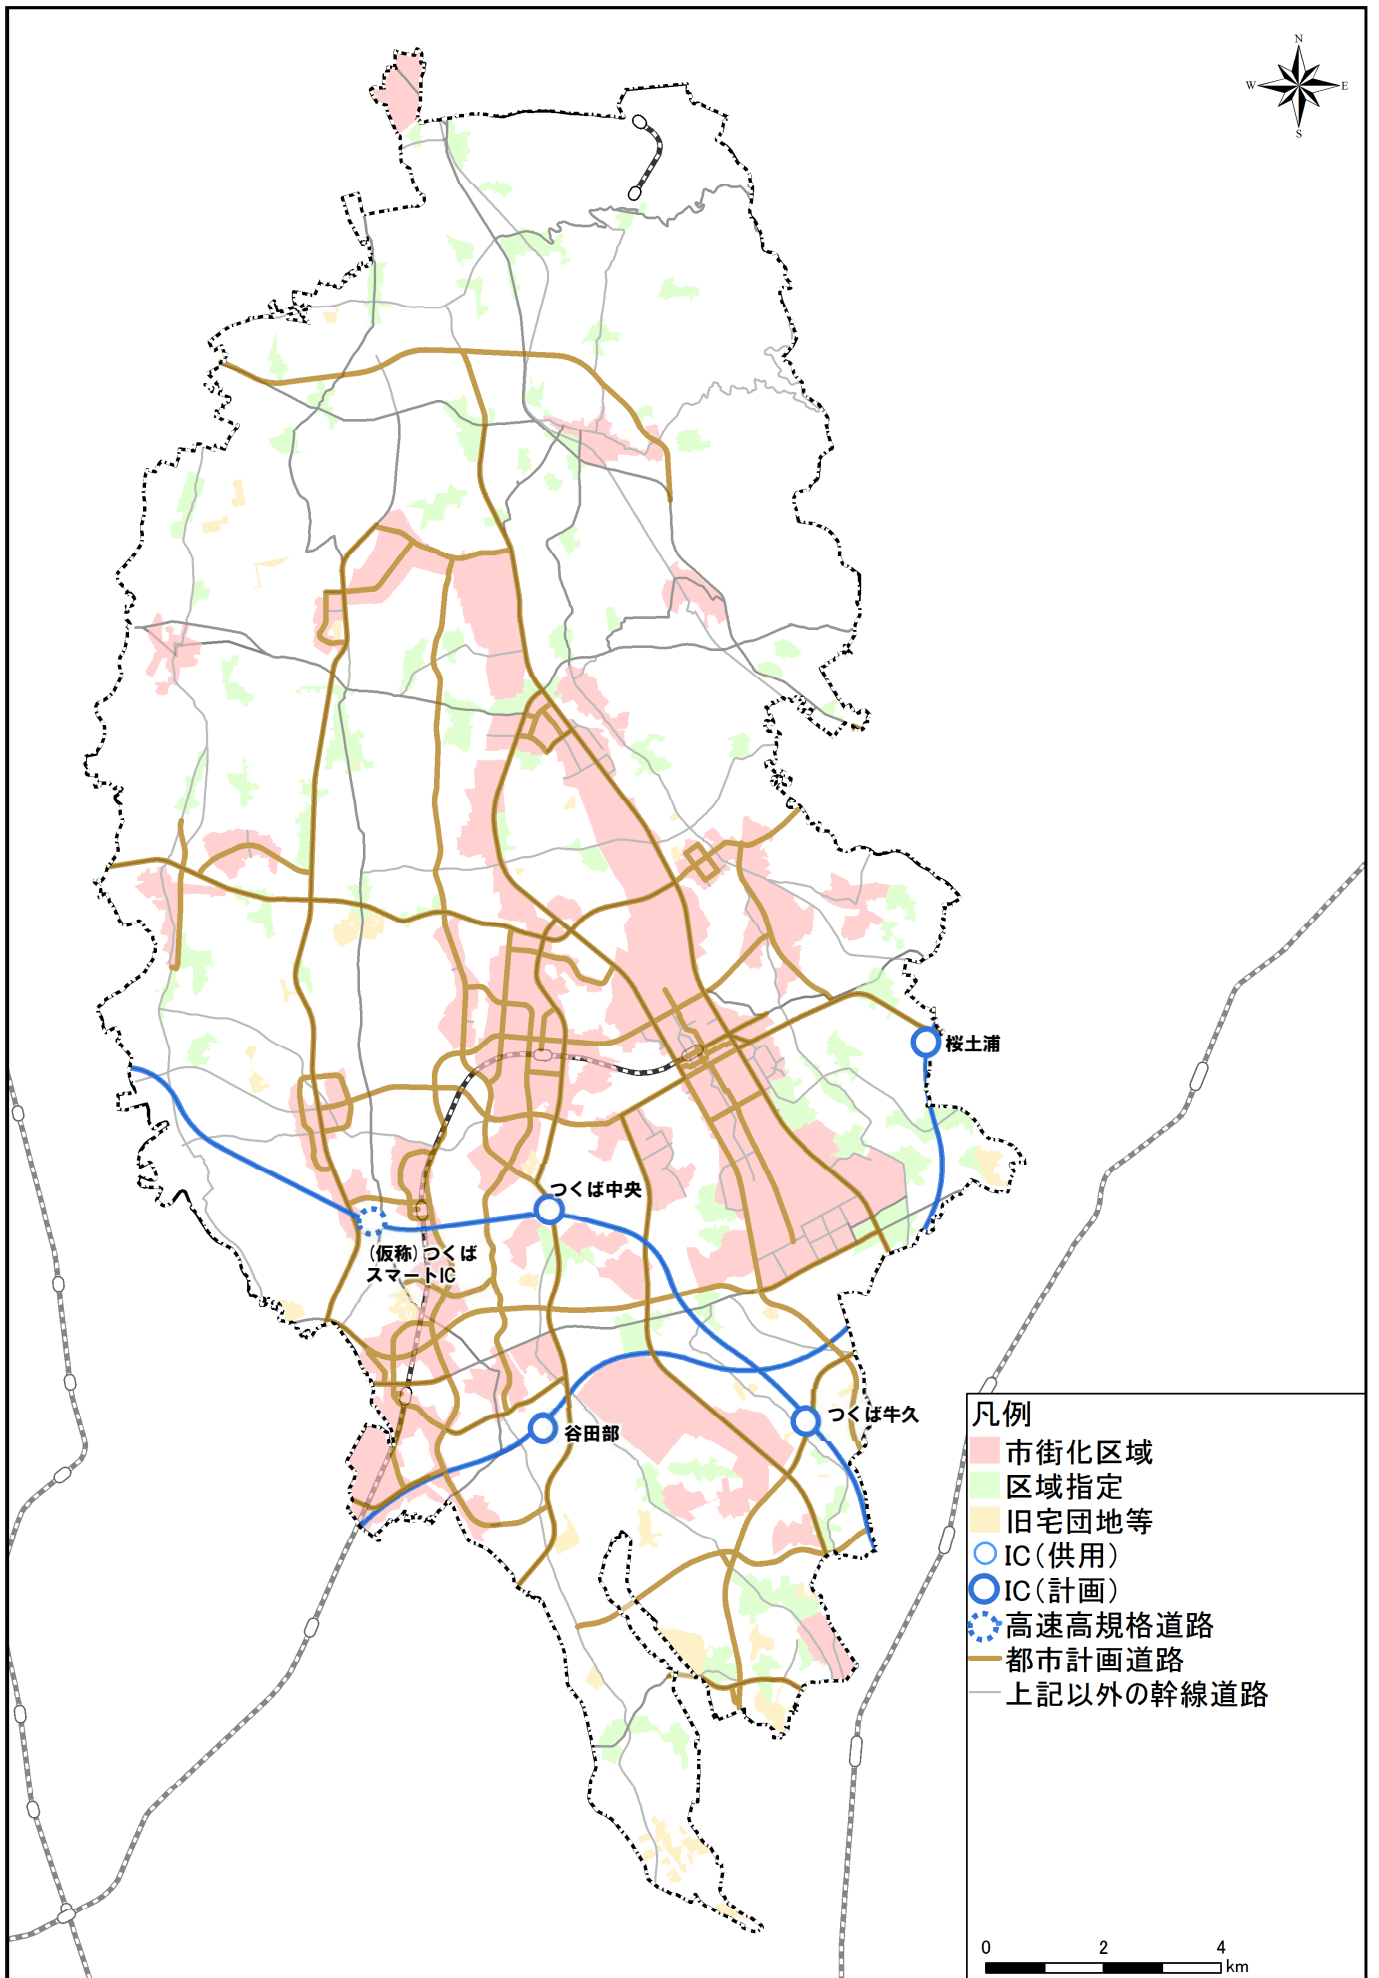 N
W
E
S
桜土浦
つくば中央
(仮称)つくば
スマートIC
つくば牛久
谷田部
凡例
市街化区域
区域指定
旧宅団地等
IC(供用)
IC(計画)
高速高規格道路
都市計画道路
上記以外の幹線道路
0 2 4
km